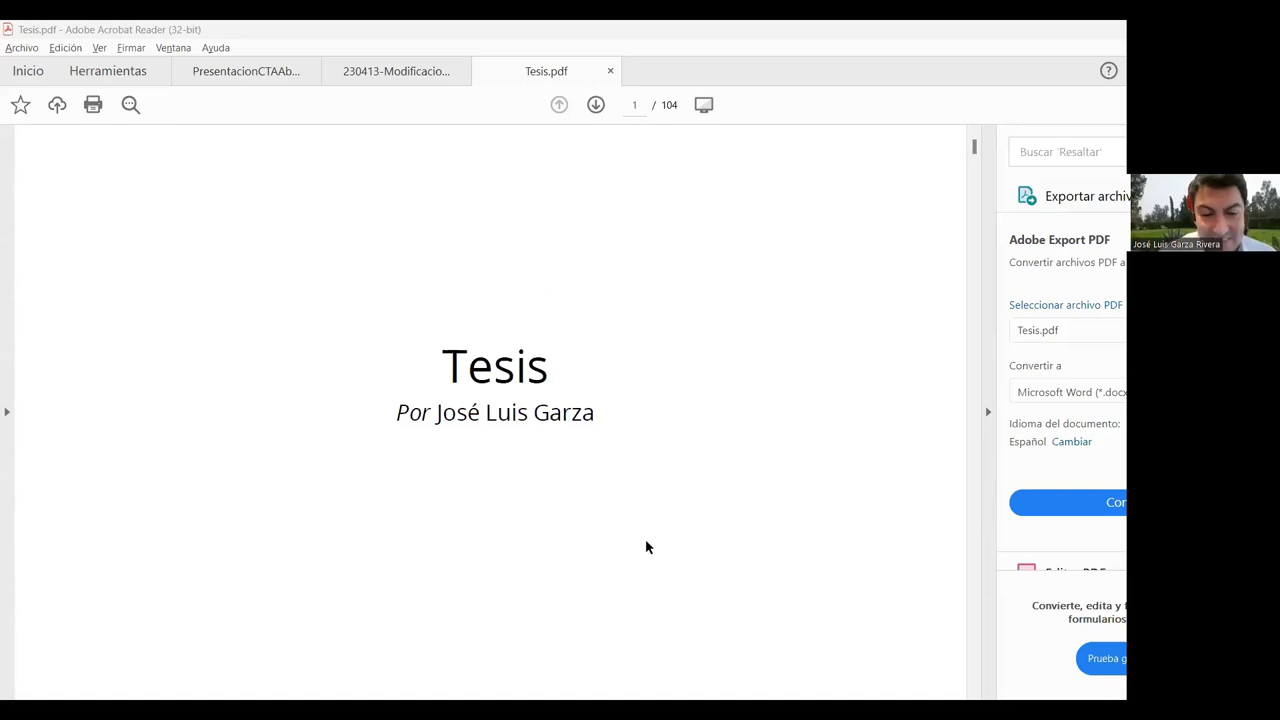 Tesis.pdf - Adobe Acrobat Reader (32-bit)
Archivo Edición Ver Firmar Ventana Ayuda
Inicio Herramientas PresentacionCTAAb... 230413-Modificacio... Tesis.pdf ×
1 / 104
Buscar 'Resaltar'
Exportar archiv
Adobe Export PDF
Convertir archivos PDF a
Seleccionar archivo PDF
Tesis.pdf
Convertir a
Microsoft Word (*.docx
Idioma del documento:
Español Cambiar
Con
Convierte, edita y f
formularios
Prueba g
Tesis
Por José Luis Garza
José Luis Garza Rivera